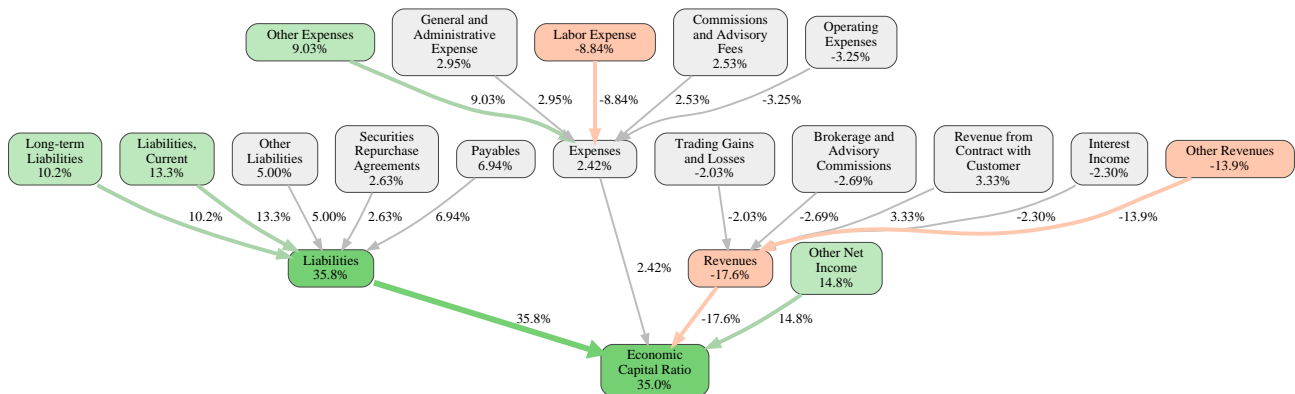 Other Expenses
9.03%
General and
Administrative
Expense
2.95%
Labor Expense
-8.84%
Commissions
and Advisory
Fees
2.53%
Operating
Expenses
-3.25%
9.03%
2.95%
-8.84%
2.53%
-3.25%
Long-term
Liabilities
10.2%
Liabilities,
Current
13.3%
Other
Liabilities
5.00%
Securities
Repurchase
Agreements
2.63%
Payables
6.94%
Expenses
2.42%
Trading Gains
and Losses
-2.03%
Brokerage and
Advisory
Commissions
-2.69%
Revenue from
Contract with
Customer
3.33%
Interest
Income
-2.30%
Other Revenues
-13.9%
10.2%
13.3%
5.00%
2.63%
6.94%
-2.03%
-2.69%
3.33%
-2.30%
-13.9%
Liabilities
35.8%
2.42%
Revenues
-17.6%
Other Net
Income
14.8%
35.8%
-17.6%
14.8%
Economic
Capital Ratio
35.0%